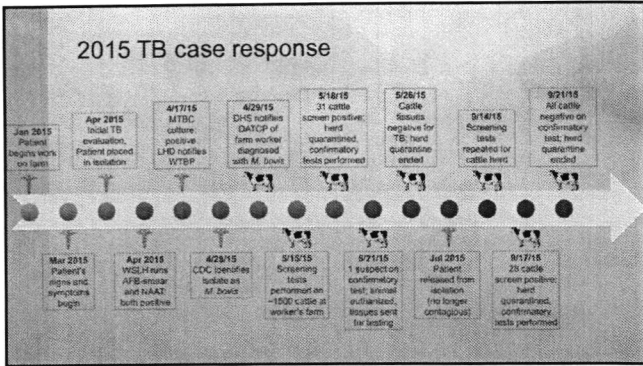 2015 TB case response
Jan 2015
Patient
begins work
on farm
Apr 2015
Initial TB
evaluation,
Patient placed
in isolation
4/17/15
MTBC
culture
positive
LHD notifies
WTBP
4/29/15
DHS notifies
DATCP of
farm worker
diagnosed
with M. bovis
5/18/15
31 cattle
screen positive;
herd
quarantined,
confirmatory
tests performed
5/26/15
Cattle
tissues
negative for
TB; herd
quarantine
ended
9/14/15
Screening
tests
repeated for
cattle herd
9/21/15
All cattle
negative on
confirmatory
test; herd
quarantine
ended
Mar 2015
Patient's
signs and
symptoms
begin
Apr 2015
WSLH runs
AFB-smear
and NAAT:
both positive
4/28/15
CDC identifies
isolate as
M. bovis
5/15/15
Screening
tests
performed on
~1500 cattle at
worker's farm
5/21/15
1 suspect on
confirmatory
test; animal
euthanized,
tissues sent
for testing
Jul 2015
Patient
released from
isolation
(no longer
contagious)
9/17/15
28 cattle
screen positive;
herd
quarantined,
confirmatory
tests performed